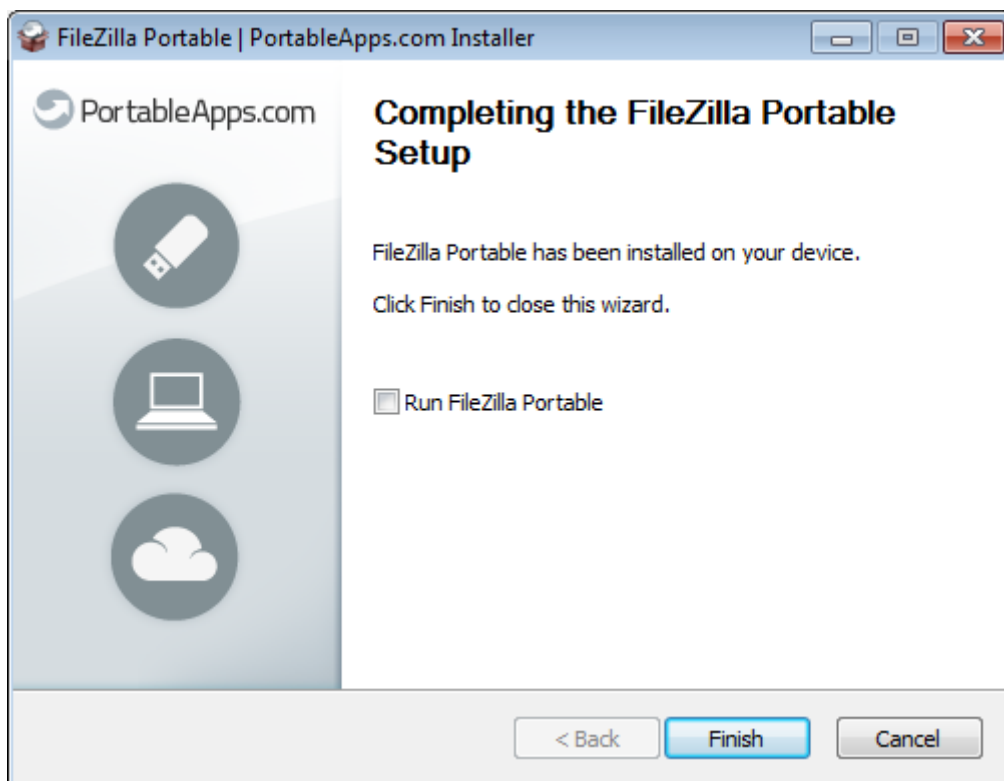 FileZilla Portable | PortableApps.com Installer
PortableApps.com
Completing the FileZilla Portable
Setup
FileZilla Portable has been installed on your device.
Click Finish to close this wizard.
Run FileZilla Portable
< Back
Finish
Cancel